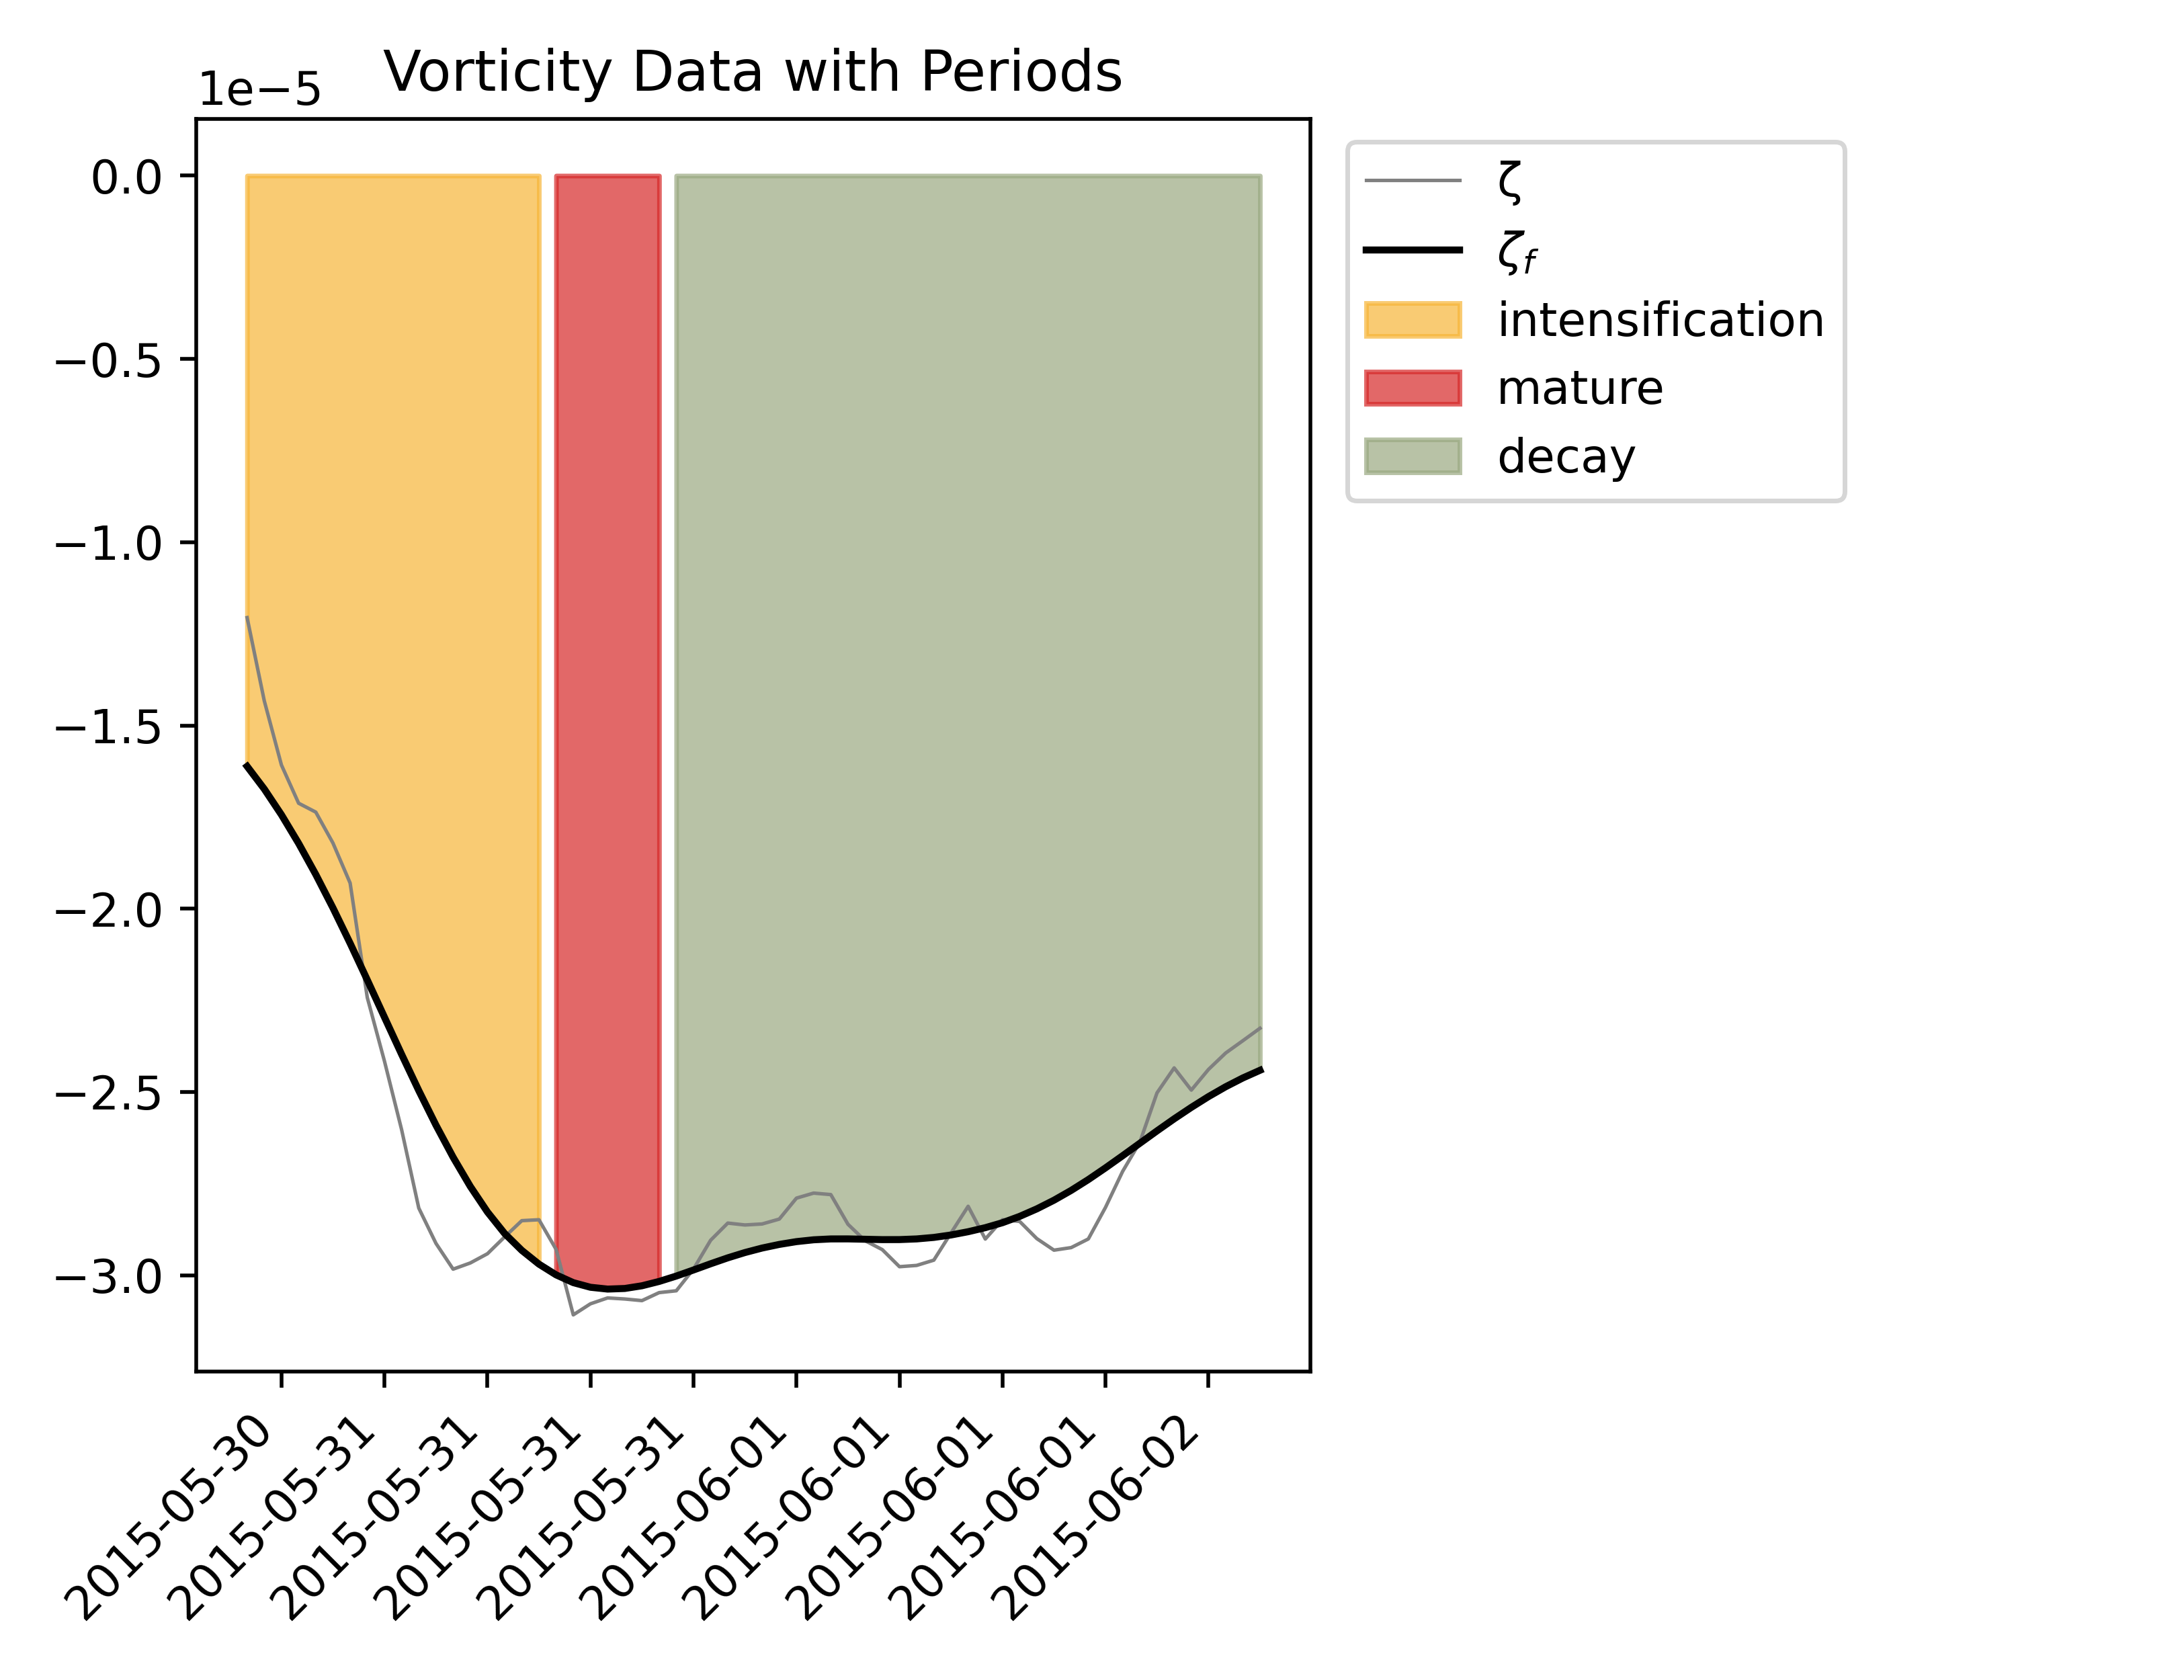 Vorticity Data with Periods
1e−5
0.0
−0.5
−1.0
−1.5
−2.0
−2.5
−3.0
2015-05-30
2015-05-31
2015-05-31
2015-05-31
2015-05-31
2015-06-01
2015-06-01
2015-06-01
2015-06-01
2015-06-02
ζ
ζf
intensification
mature
decay